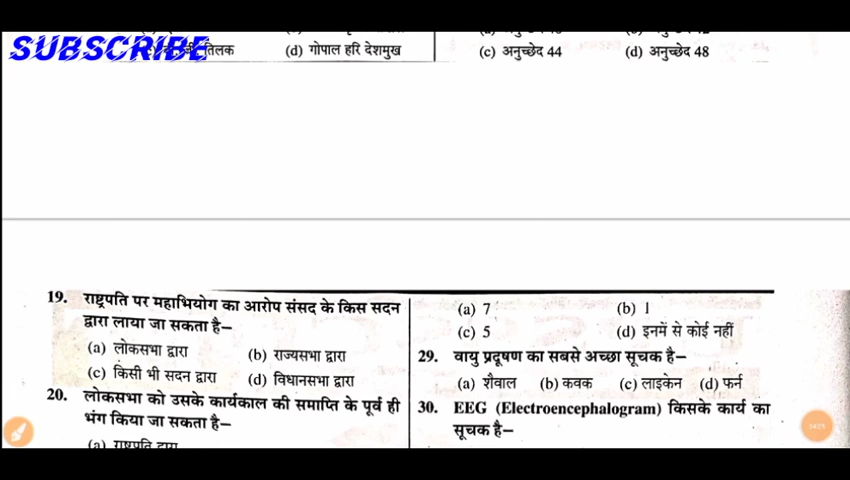 SUBSCRIBE
तिलक
(d) गोपाल हरि देशमुख
(c) अनुच्छेद 44
(d) अनुच्छेद 48
19. राष्ट्रपति पर महाभियोग का आरोप संसद के किस सदन
द्वारा लाया जा सकता है–
(a) लोकसभा द्वारा (b) राज्यसभा द्वारा
(c) किसी भी सदन द्वारा (d) विधानसभा द्वारा
20. लोकसभा को उसके कार्यकाल की समाप्ति के पूर्व ही
भंग किया जा सकता है–
(a) राष्ट्रपति द्वारा
(a) 7 (b) 1
(c) 5 (d) इनमें से कोई नहीं
29. वायु प्रदूषण का सबसे अच्छा सूचक है–
(a) शैवाल (b) कवक (c) लाइकेन (d) फर्न
30. EEG (Electroencephalogram) किसके कार्य का
सूचक है–